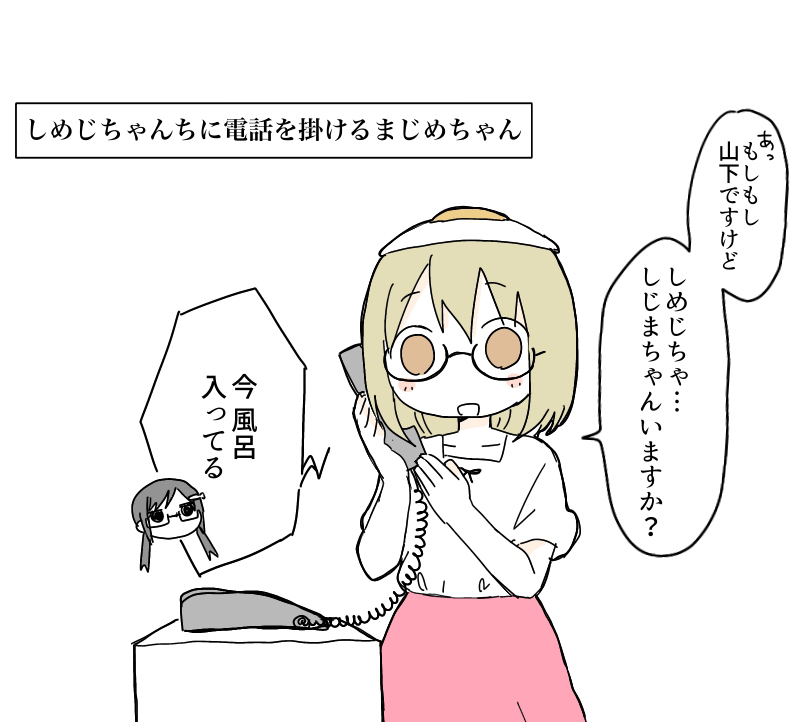 しめじちゃんちに電話を掛けるまじめちゃん
あっ
もしもし
山下ですけど
しめじちゃ…
しじまちゃんいますか？
今風呂
入ってる